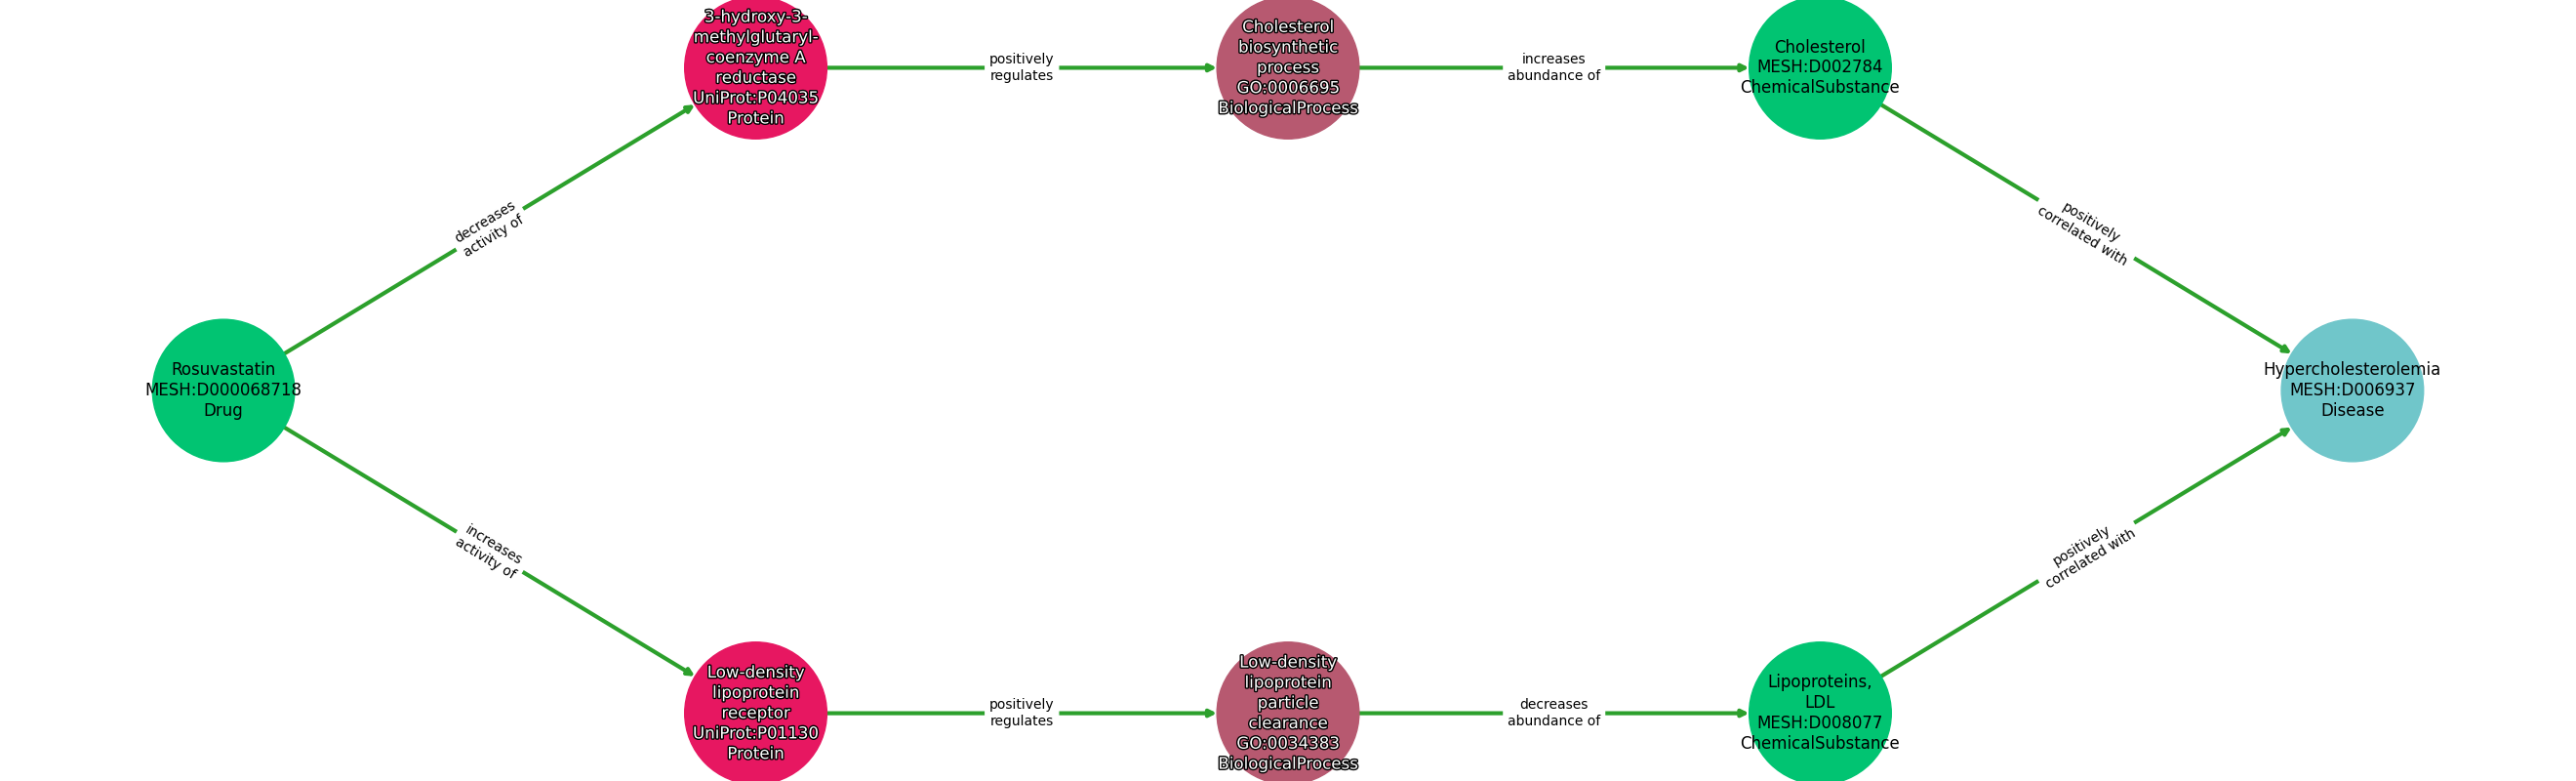 3-hydroxy-3-
methylglutaryl-
coenzyme A
reductase
UniProt:P04035
Protein
positively
regulates
Cholesterol
biosynthetic
process
GO:0006695
BiologicalProcess
increases
abundance of
Cholesterol
MESH:D002784
ChemicalSubstance
decreases
activity of
positively
correlated with
Rosuvastatin
MESH:D000068718
Drug
Hypercholesterolemia
MESH:D006937
Disease
increases
activity of
positively
correlated with
Low-density
lipoprotein
receptor
UniProt:P01130
Protein
positively
regulates
Low-density
lipoprotein
particle
clearance
GO:0034383
BiologicalProcess
decreases
abundance of
Lipoproteins,
LDL
MESH:D008077
ChemicalSubstance